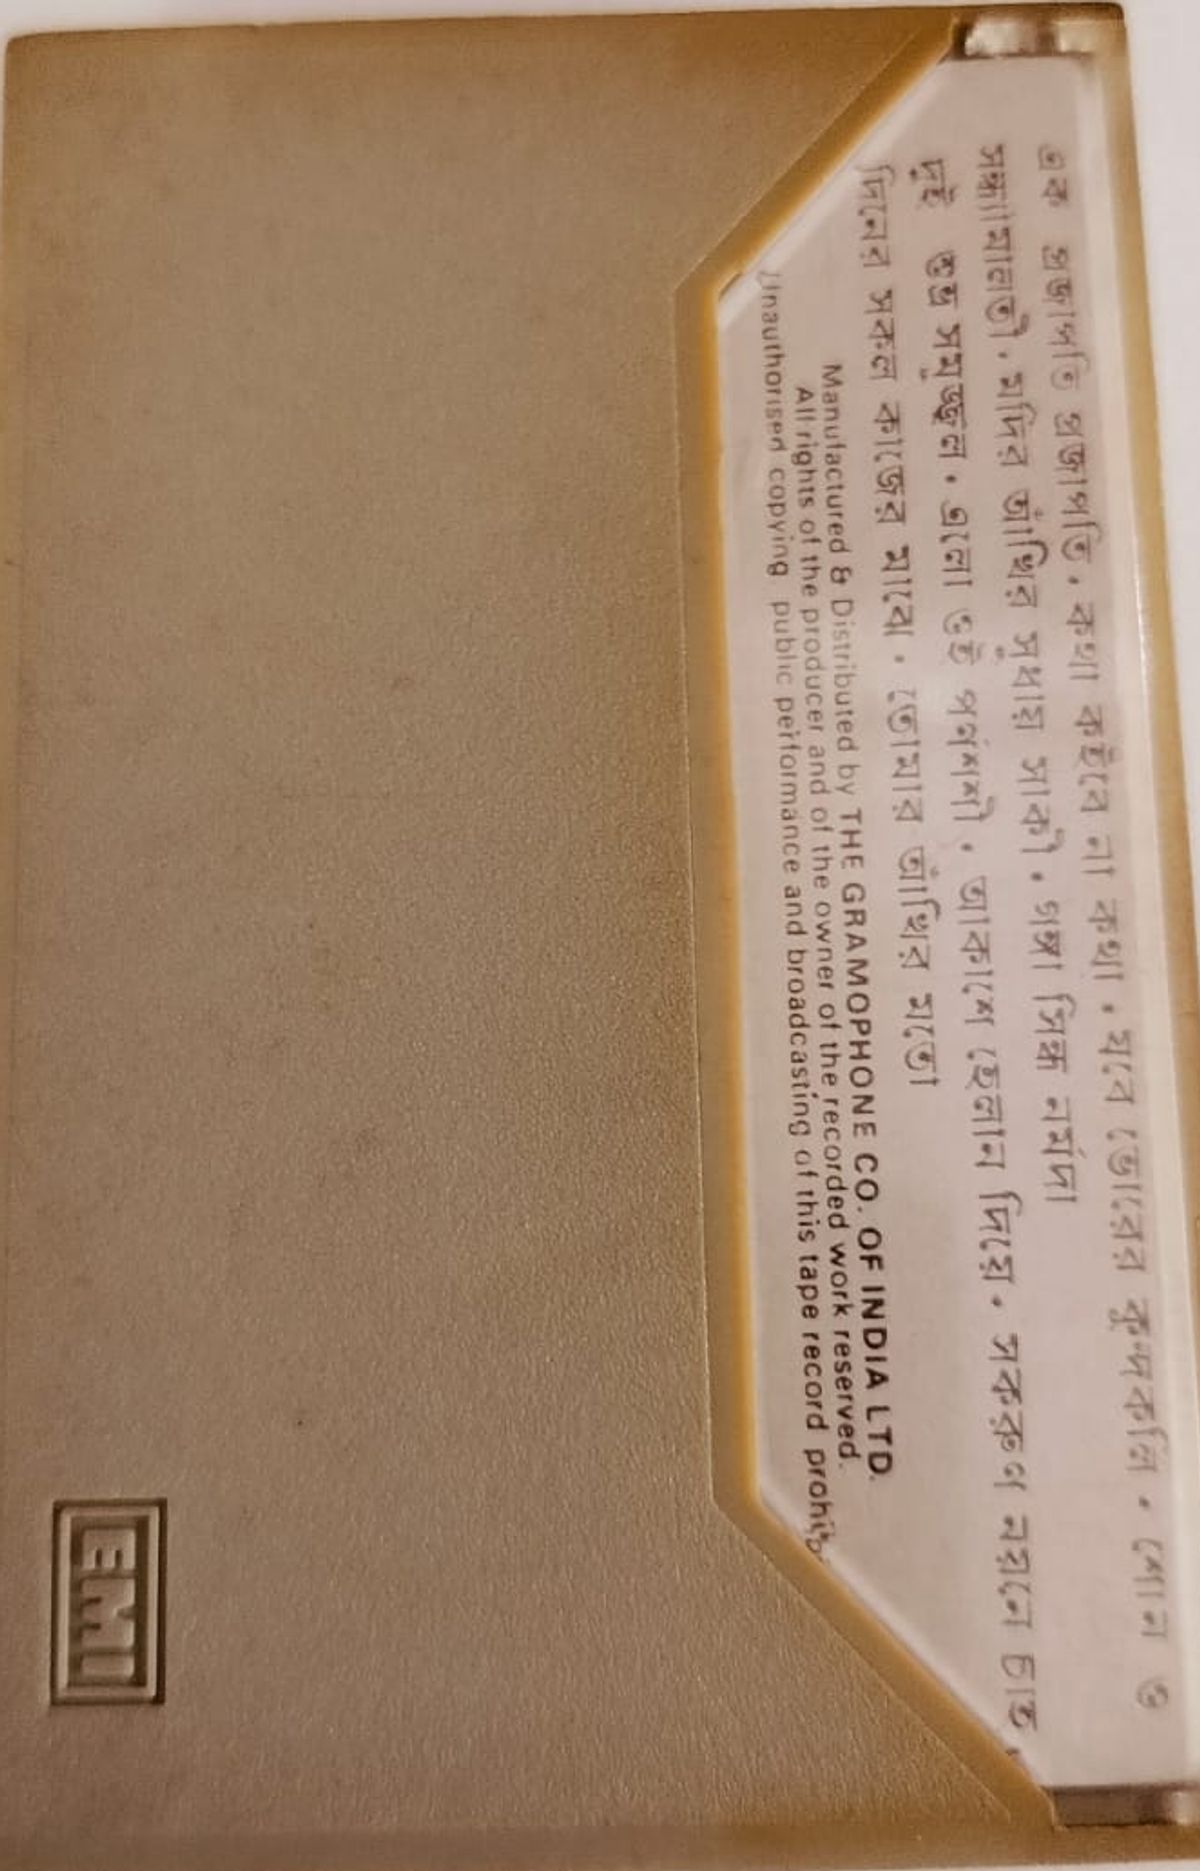 এক প্রজাপতি প্রজাপতি • কথা কইবে না কথা • যবে ভোরের কুন্দকলি • শোন ও
সন্ধ্যামালতী • মদির আঁখির সুধায় সাকী • গঙ্গা সিন্ধু নর্মদা
দুই
শুভ্র সমুজ্জ্বল • এলো ওই পূর্ণশশী • আকাশে হেলান দিয়ে • সকরুণ নয়নে চাহ
দিনের সকল কাজের মাঝে • তোমার আঁখির মতো
Manufactured & Distributed by THE GRAMOPHONE CO. OF INDIA LTD.
All rights of the producer and of the owner of the recorded work reserved.
Unauthorised copying public performance and broadcasting of this tape record
EMI